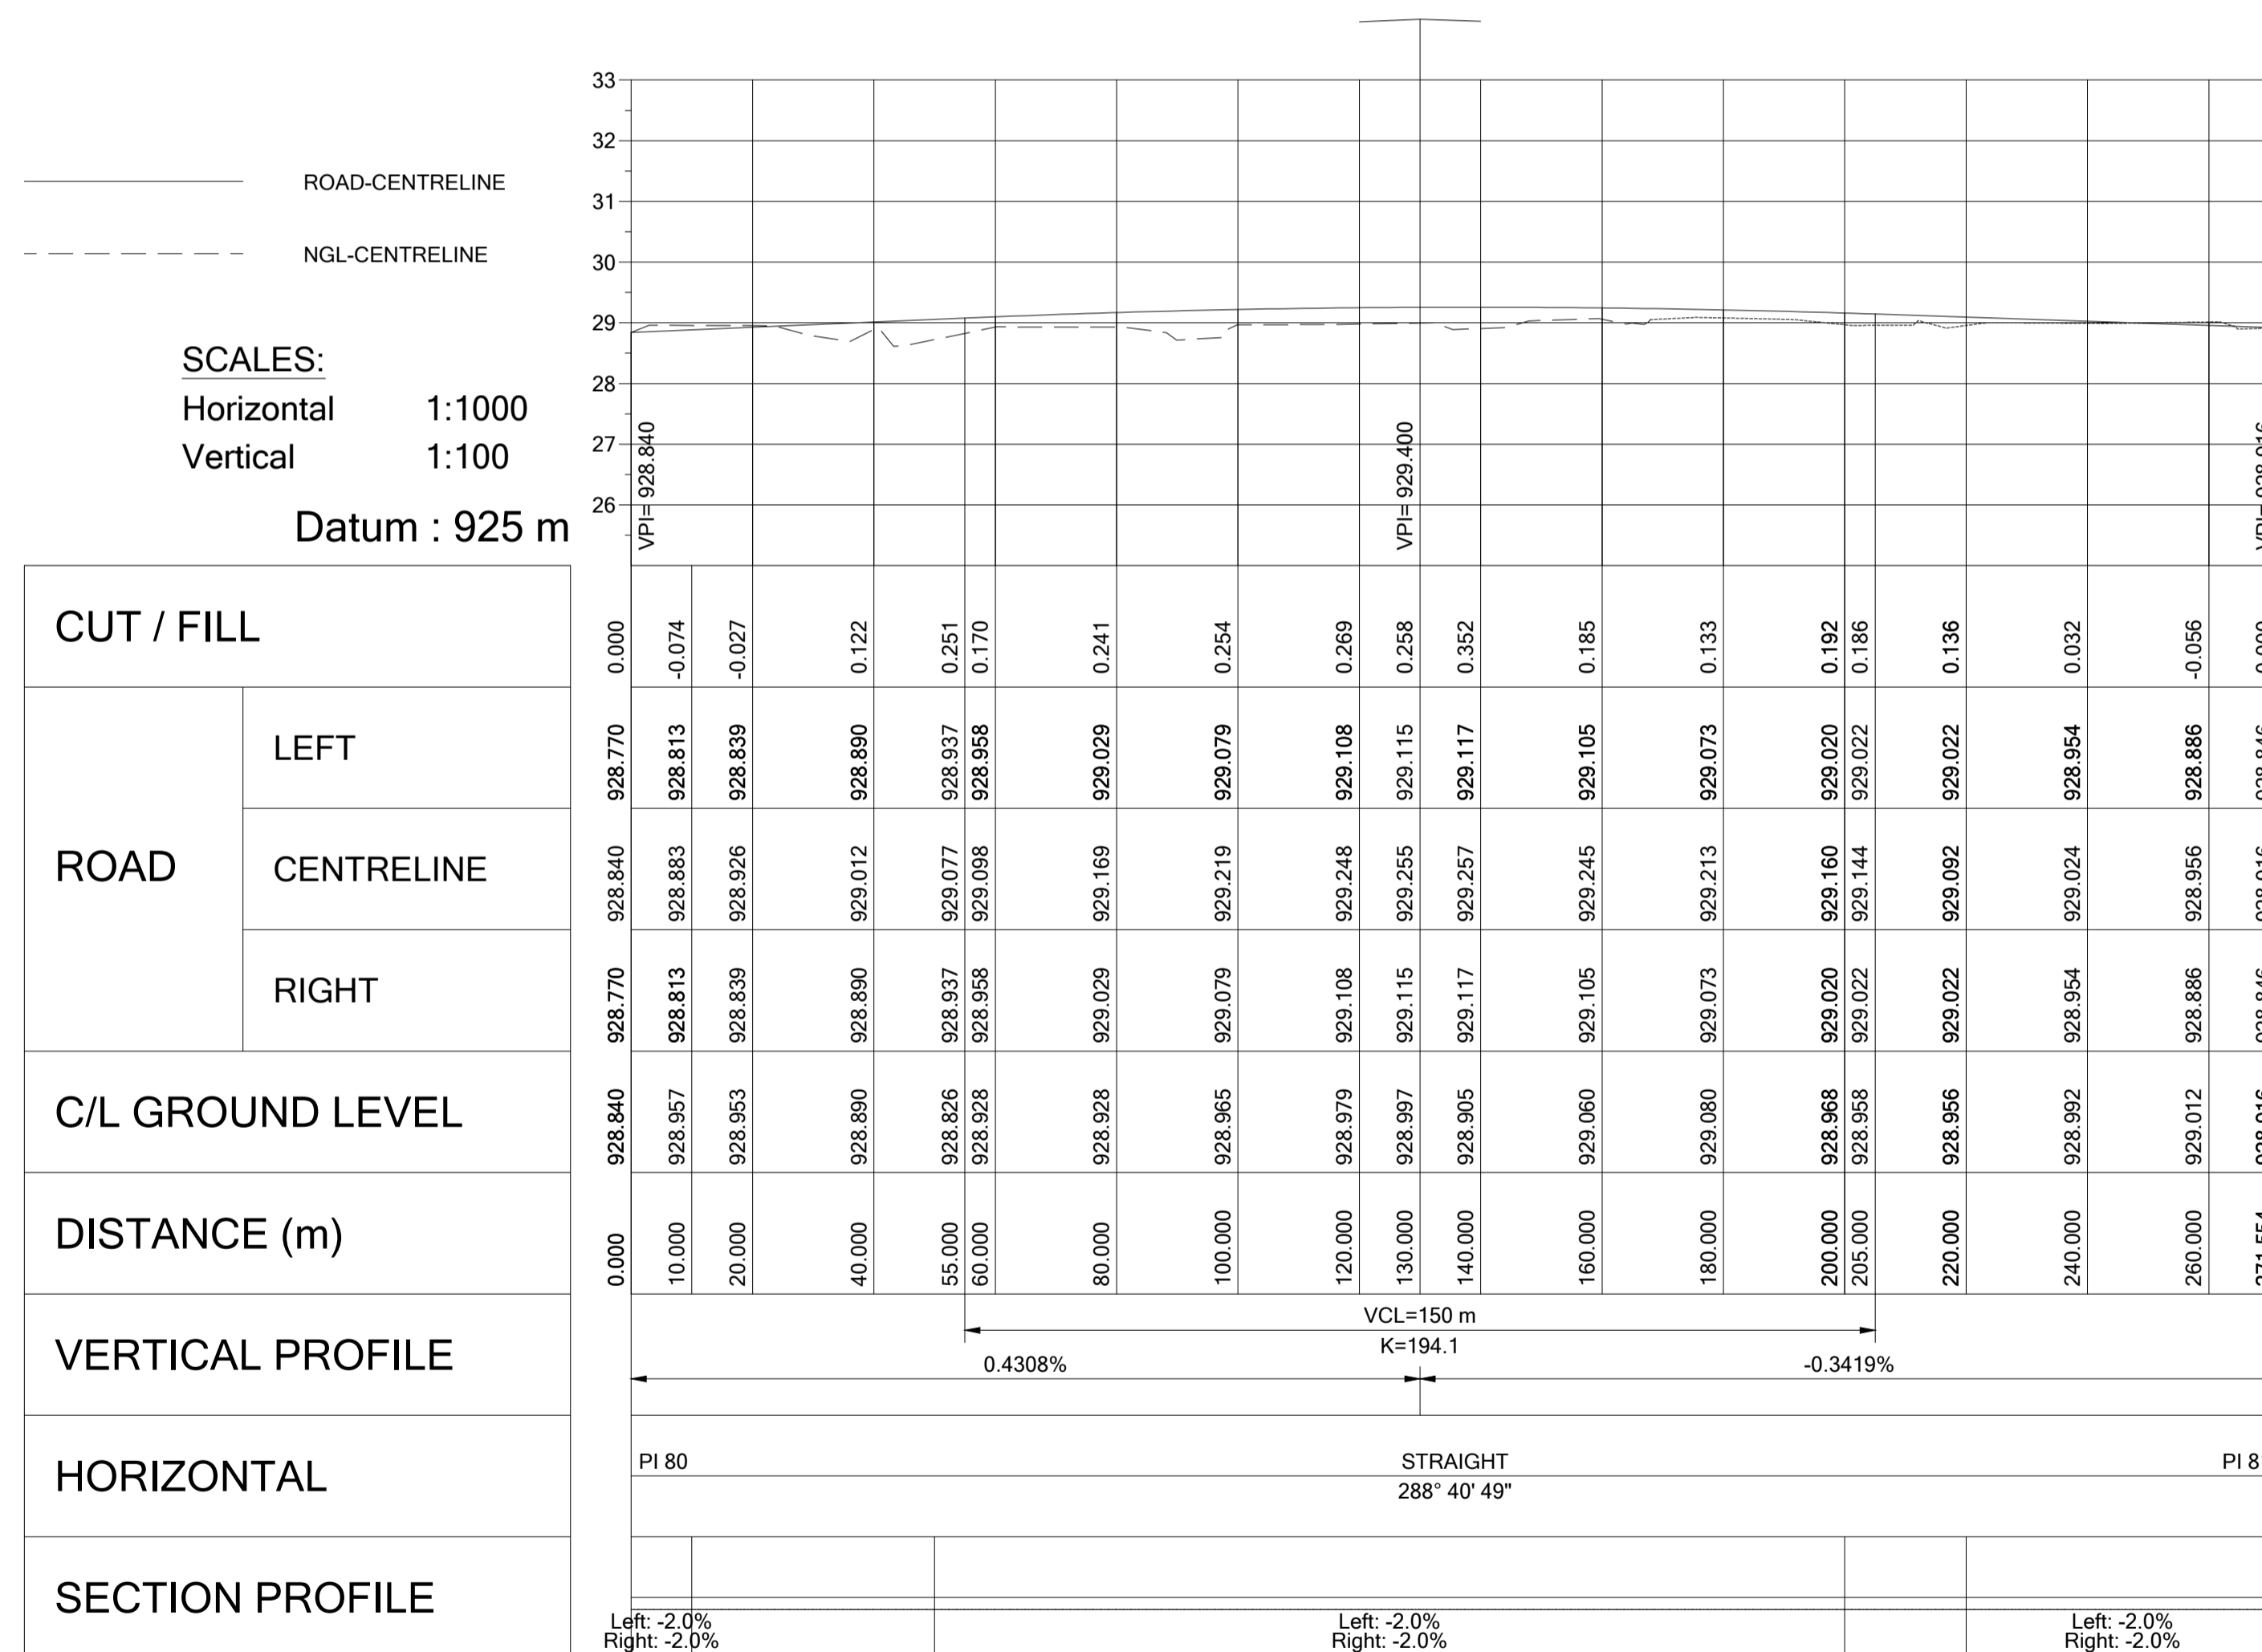 33
32
31
30
29
28
27
26
ROAD-CENTRELINE
NGL-CENTRELINE
SCALES:
Horizontal 1:1000
Vertical 1:100
Datum : 925 m
VPI= 928.840
VPI= 929.400
CUT / FILL
0.000 -0.074 -0.027 0.122 0.251 0.170 0.241 0.254 0.269 0.258 0.352 0.185 0.133 0.192 0.186 0.136 0.032 -0.056
ROAD
LEFT
928.770 928.813 928.839 928.890 928.937 928.958 929.029 929.079 929.108 929.115 929.117 929.105 929.073 929.020 929.022 929.022 928.954 928.886
CENTRELINE
928.840 928.883 928.926 929.012 929.077 929.098 929.169 929.219 929.248 929.255 929.257 929.245 929.213 929.160 929.144 929.092 929.024 928.956
RIGHT
928.770 928.813 928.839 928.890 928.937 928.958 929.029 929.079 929.108 929.115 929.117 929.105 929.073 929.020 929.022 929.022 928.954 928.886
C/L GROUND LEVEL
928.840 928.957 928.953 928.890 928.826 928.928 928.928 928.965 928.979 928.997 928.905 929.060 929.080 928.968 928.958 928.956 928.992 929.012
DISTANCE (m)
0.000 10.000 20.000 40.000 55.000 60.000 80.000 100.000 120.000 130.000 140.000 160.000 180.000 200.000 205.000 220.000 240.000 260.000
VERTICAL PROFILE
VCL=150 m
K=194.1
0.4308% -0.3419%
HORIZONTAL
PI 80 STRAIGHT PI 8
288° 40' 49"
SECTION PROFILE
Left: -2.0% Left: -2.0% Left: -2.0%
Right: -2.0% Right: -2.0% Right: -2.0%